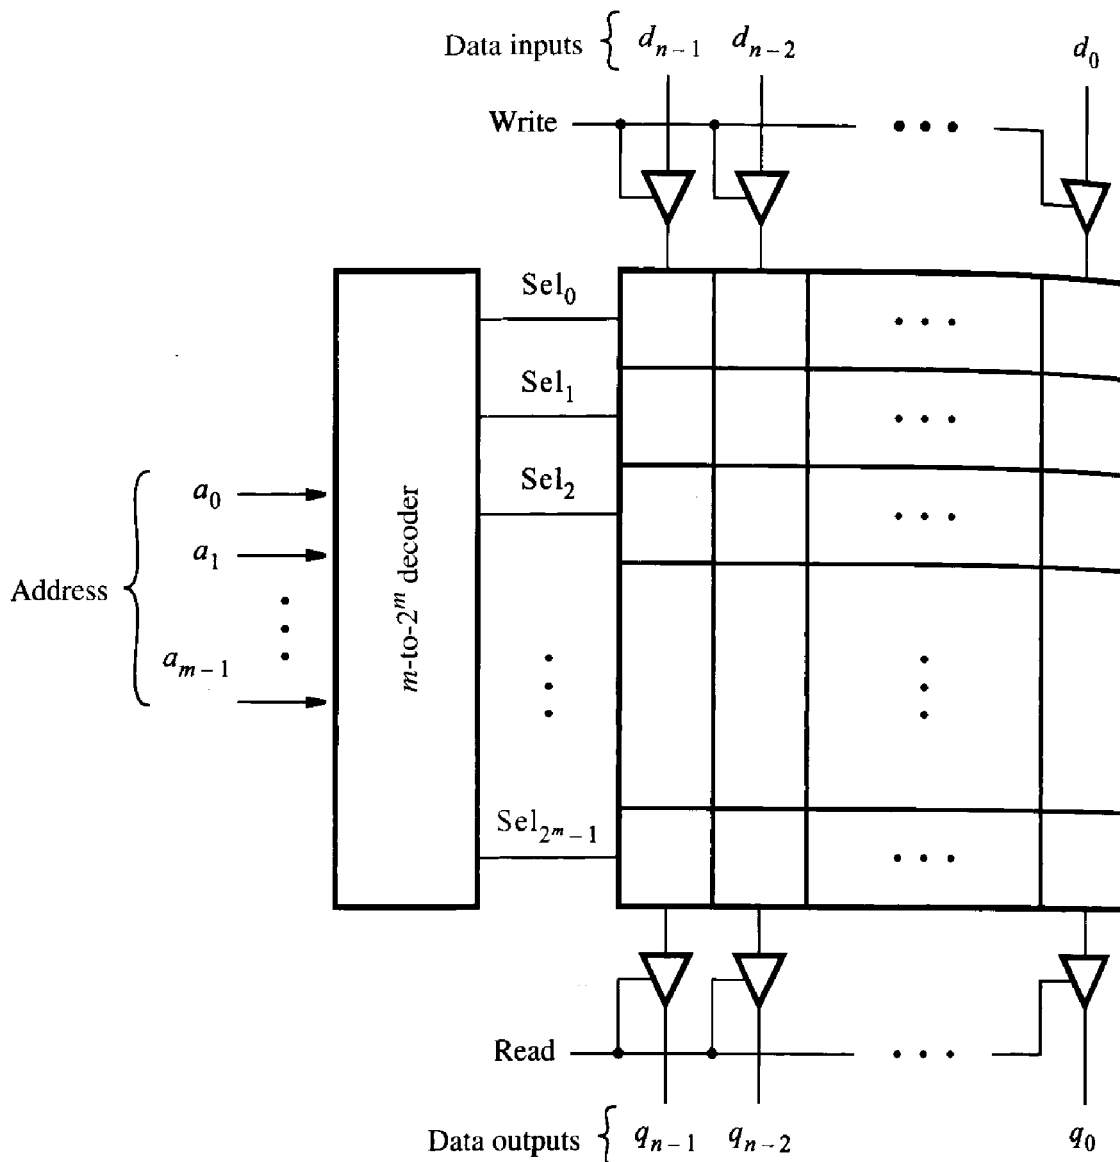 Data inputs { d_{n-1} d_{n-2} d_0
Write
Sel_0
Sel_1
Sel_2
a_0
a_1
Address
a_{m-1}
m-to-2^m decoder
Sel_{2^m-1}
Read
Data outputs { q_{n-1} q_{n-2} q_0